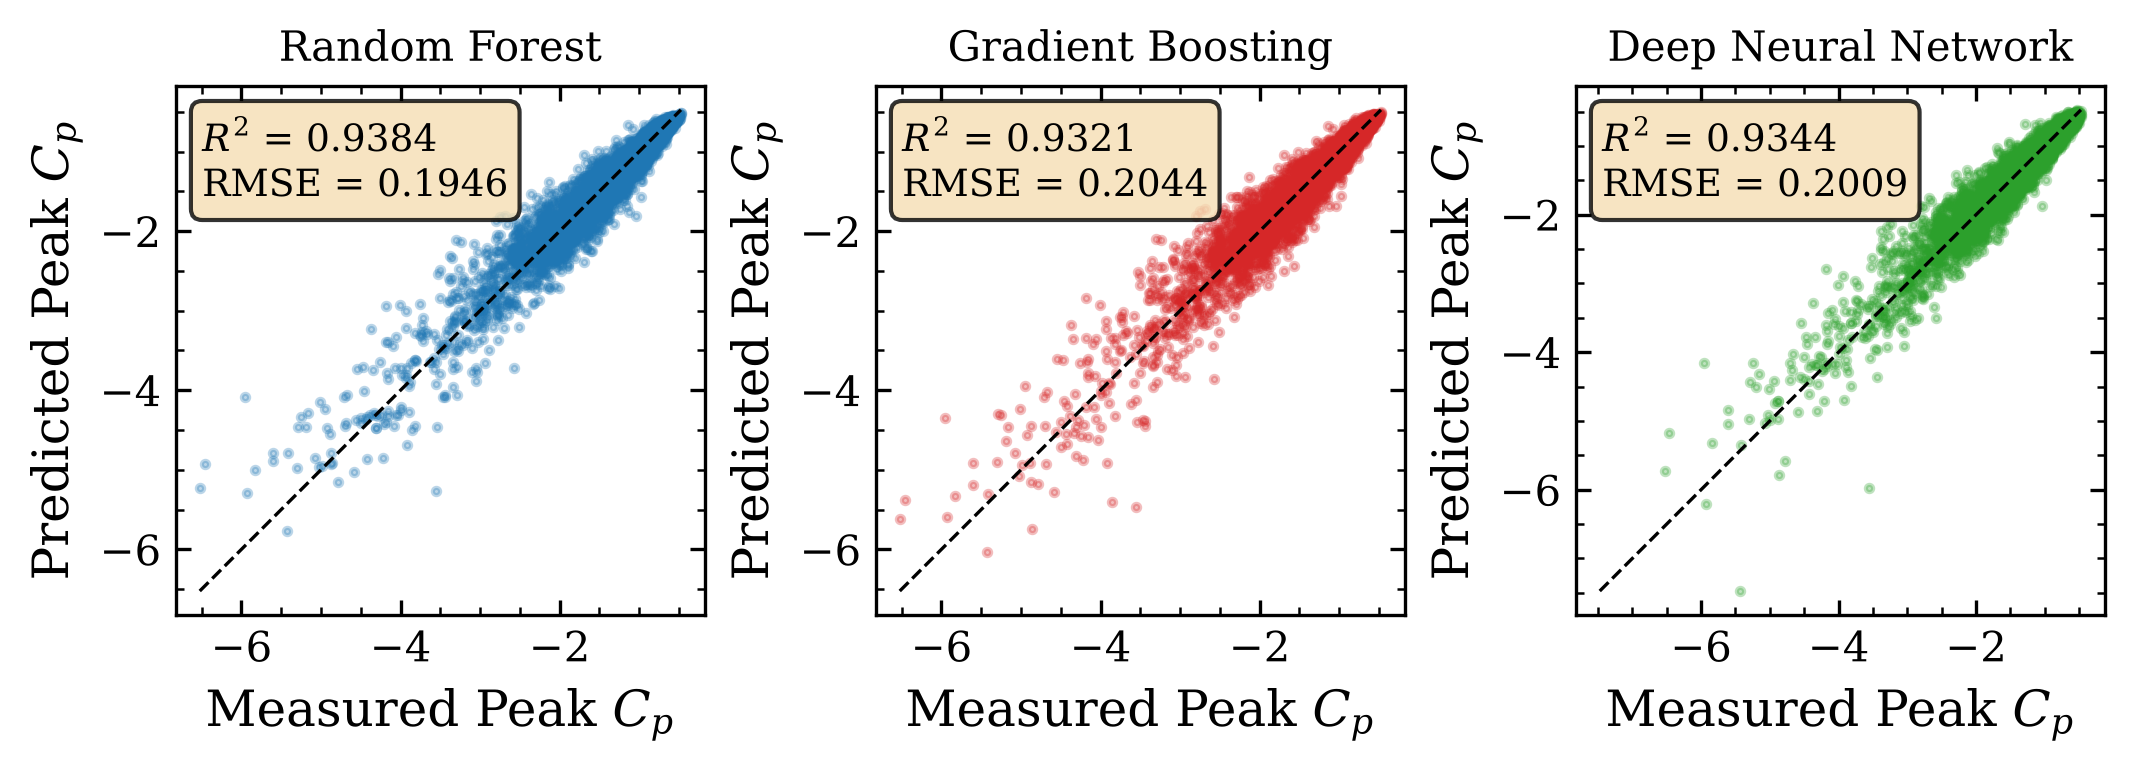 Random Forest
R² = 0.9384
RMSE = 0.1946
Predicted Peak Cₚ
−2
−4
−6
−6 −4 −2
Measured Peak Cₚ
Gradient Boosting
R² = 0.9321
RMSE = 0.2044
Predicted Peak Cₚ
−2
−4
−6
−6 −4 −2
Measured Peak Cₚ
Deep Neural Network
R² = 0.9344
RMSE = 0.2009
Predicted Peak Cₚ
−2
−4
−6
−6 −4 −2
Measured Peak Cₚ